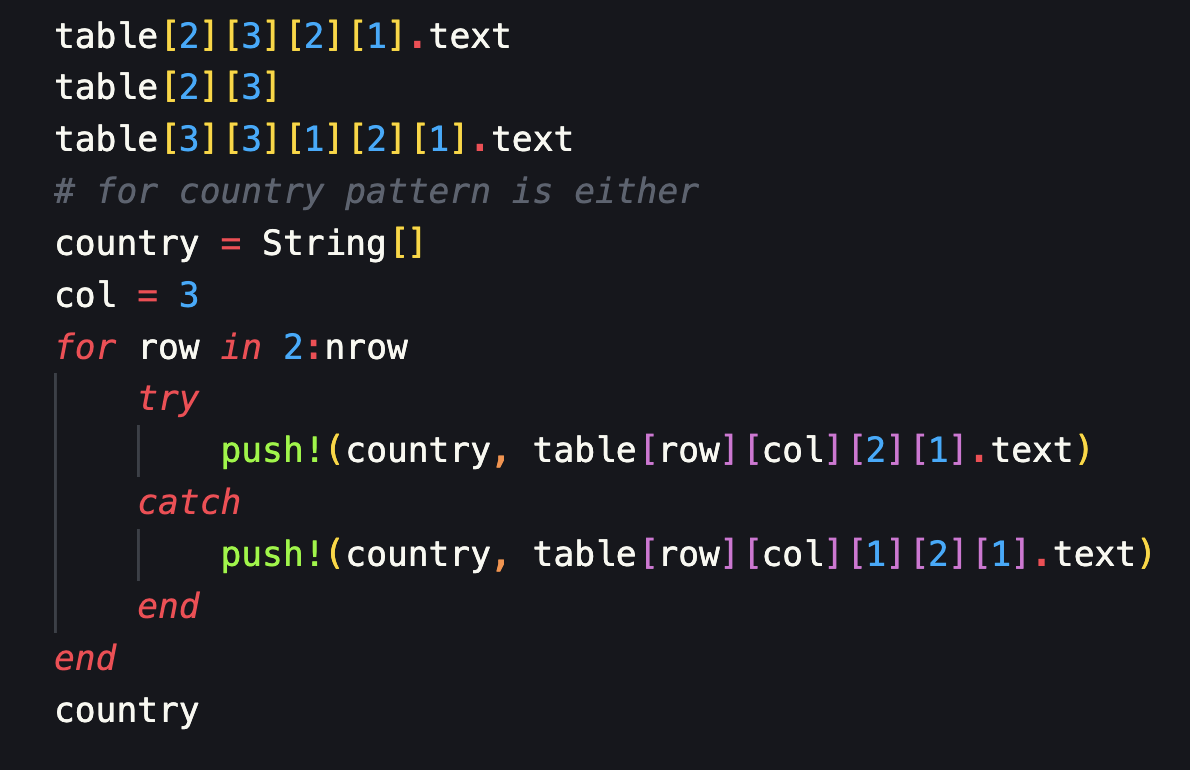 table[2][3][2][1].text
table[2][3]
table[3][3][1][2][1].text
# for country pattern is either
country = String[]
col = 3
for row in 2:nrow
    try
        push!(country, table[row][col][2][1].text)
    catch
        push!(country, table[row][col][1][2][1].text)
    end
end
country